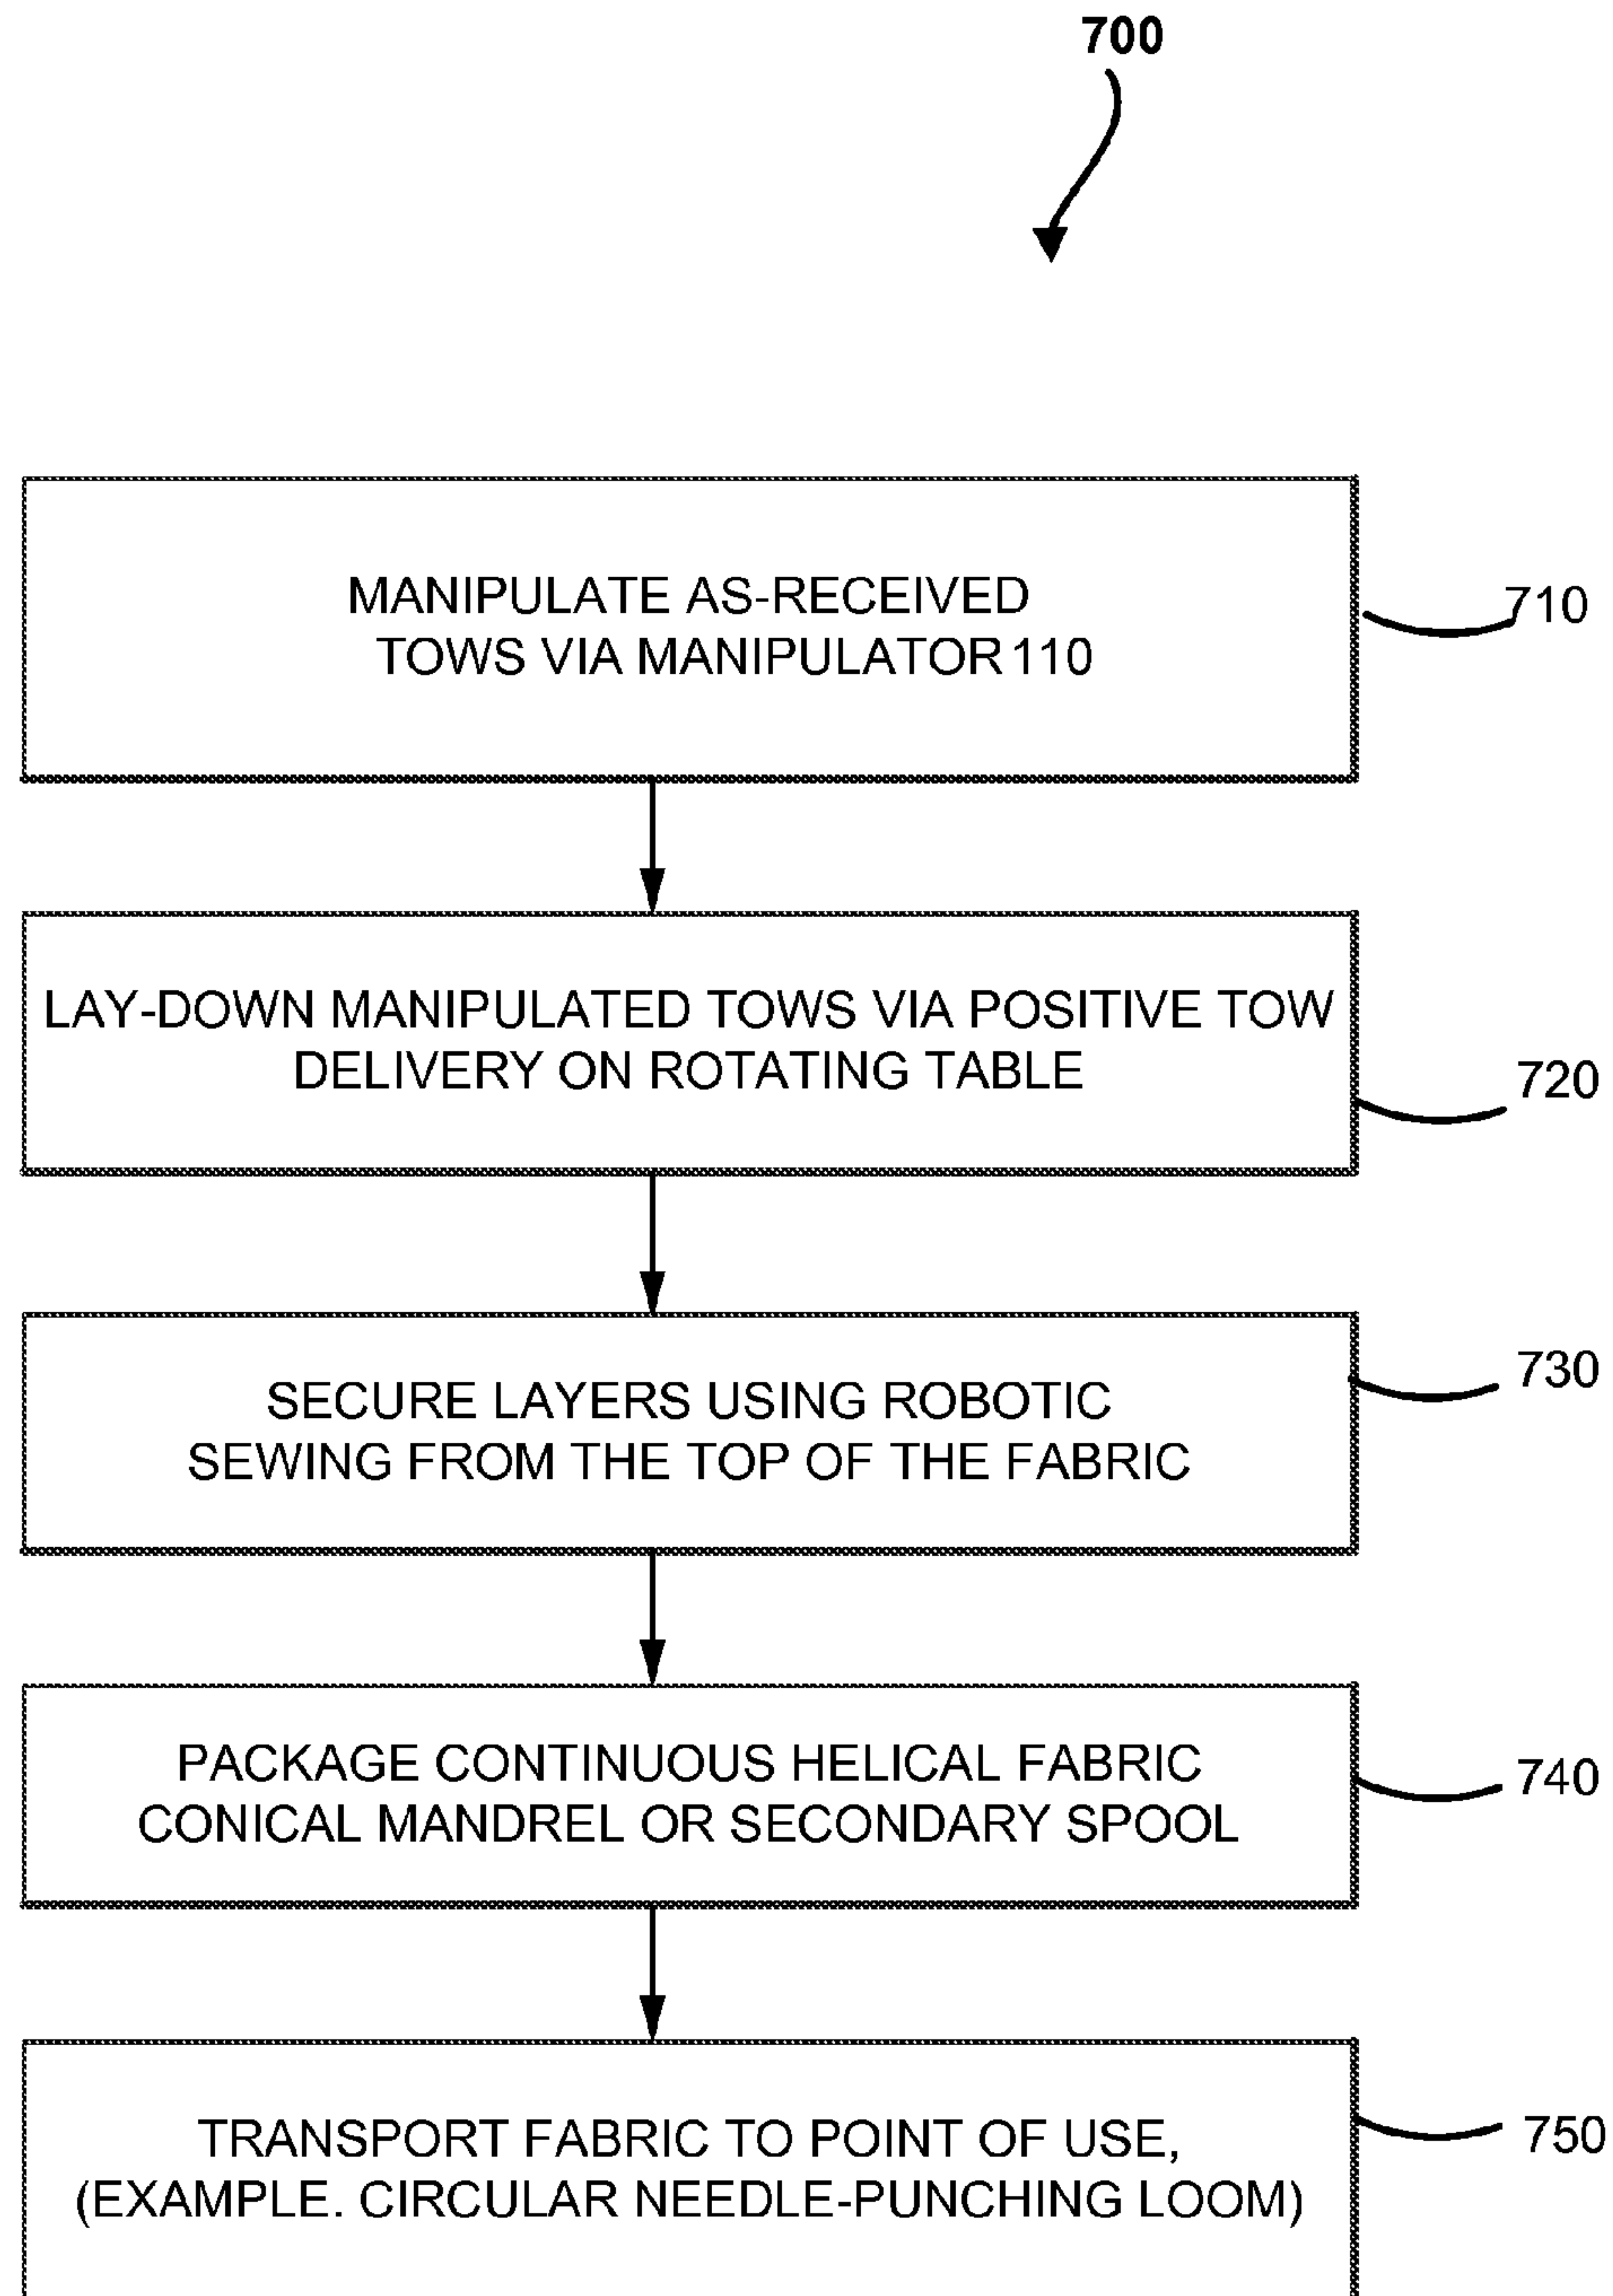 700
MANIPULATE AS-RECEIVED
TOWS VIA MANIPULATOR 110
710
LAY-DOWN MANIPULATED TOWS VIA POSITIVE TOW
DELIVERY ON ROTATING TABLE
720
SECURE LAYERS USING ROBOTIC
SEWING FROM THE TOP OF THE FABRIC
730
PACKAGE CONTINUOUS HELICAL FABRIC
CONICAL MANDREL OR SECONDARY SPOOL
740
TRANSPORT FABRIC TO POINT OF USE,
(EXAMPLE. CIRCULAR NEEDLE-PUNCHING LOOM)
750